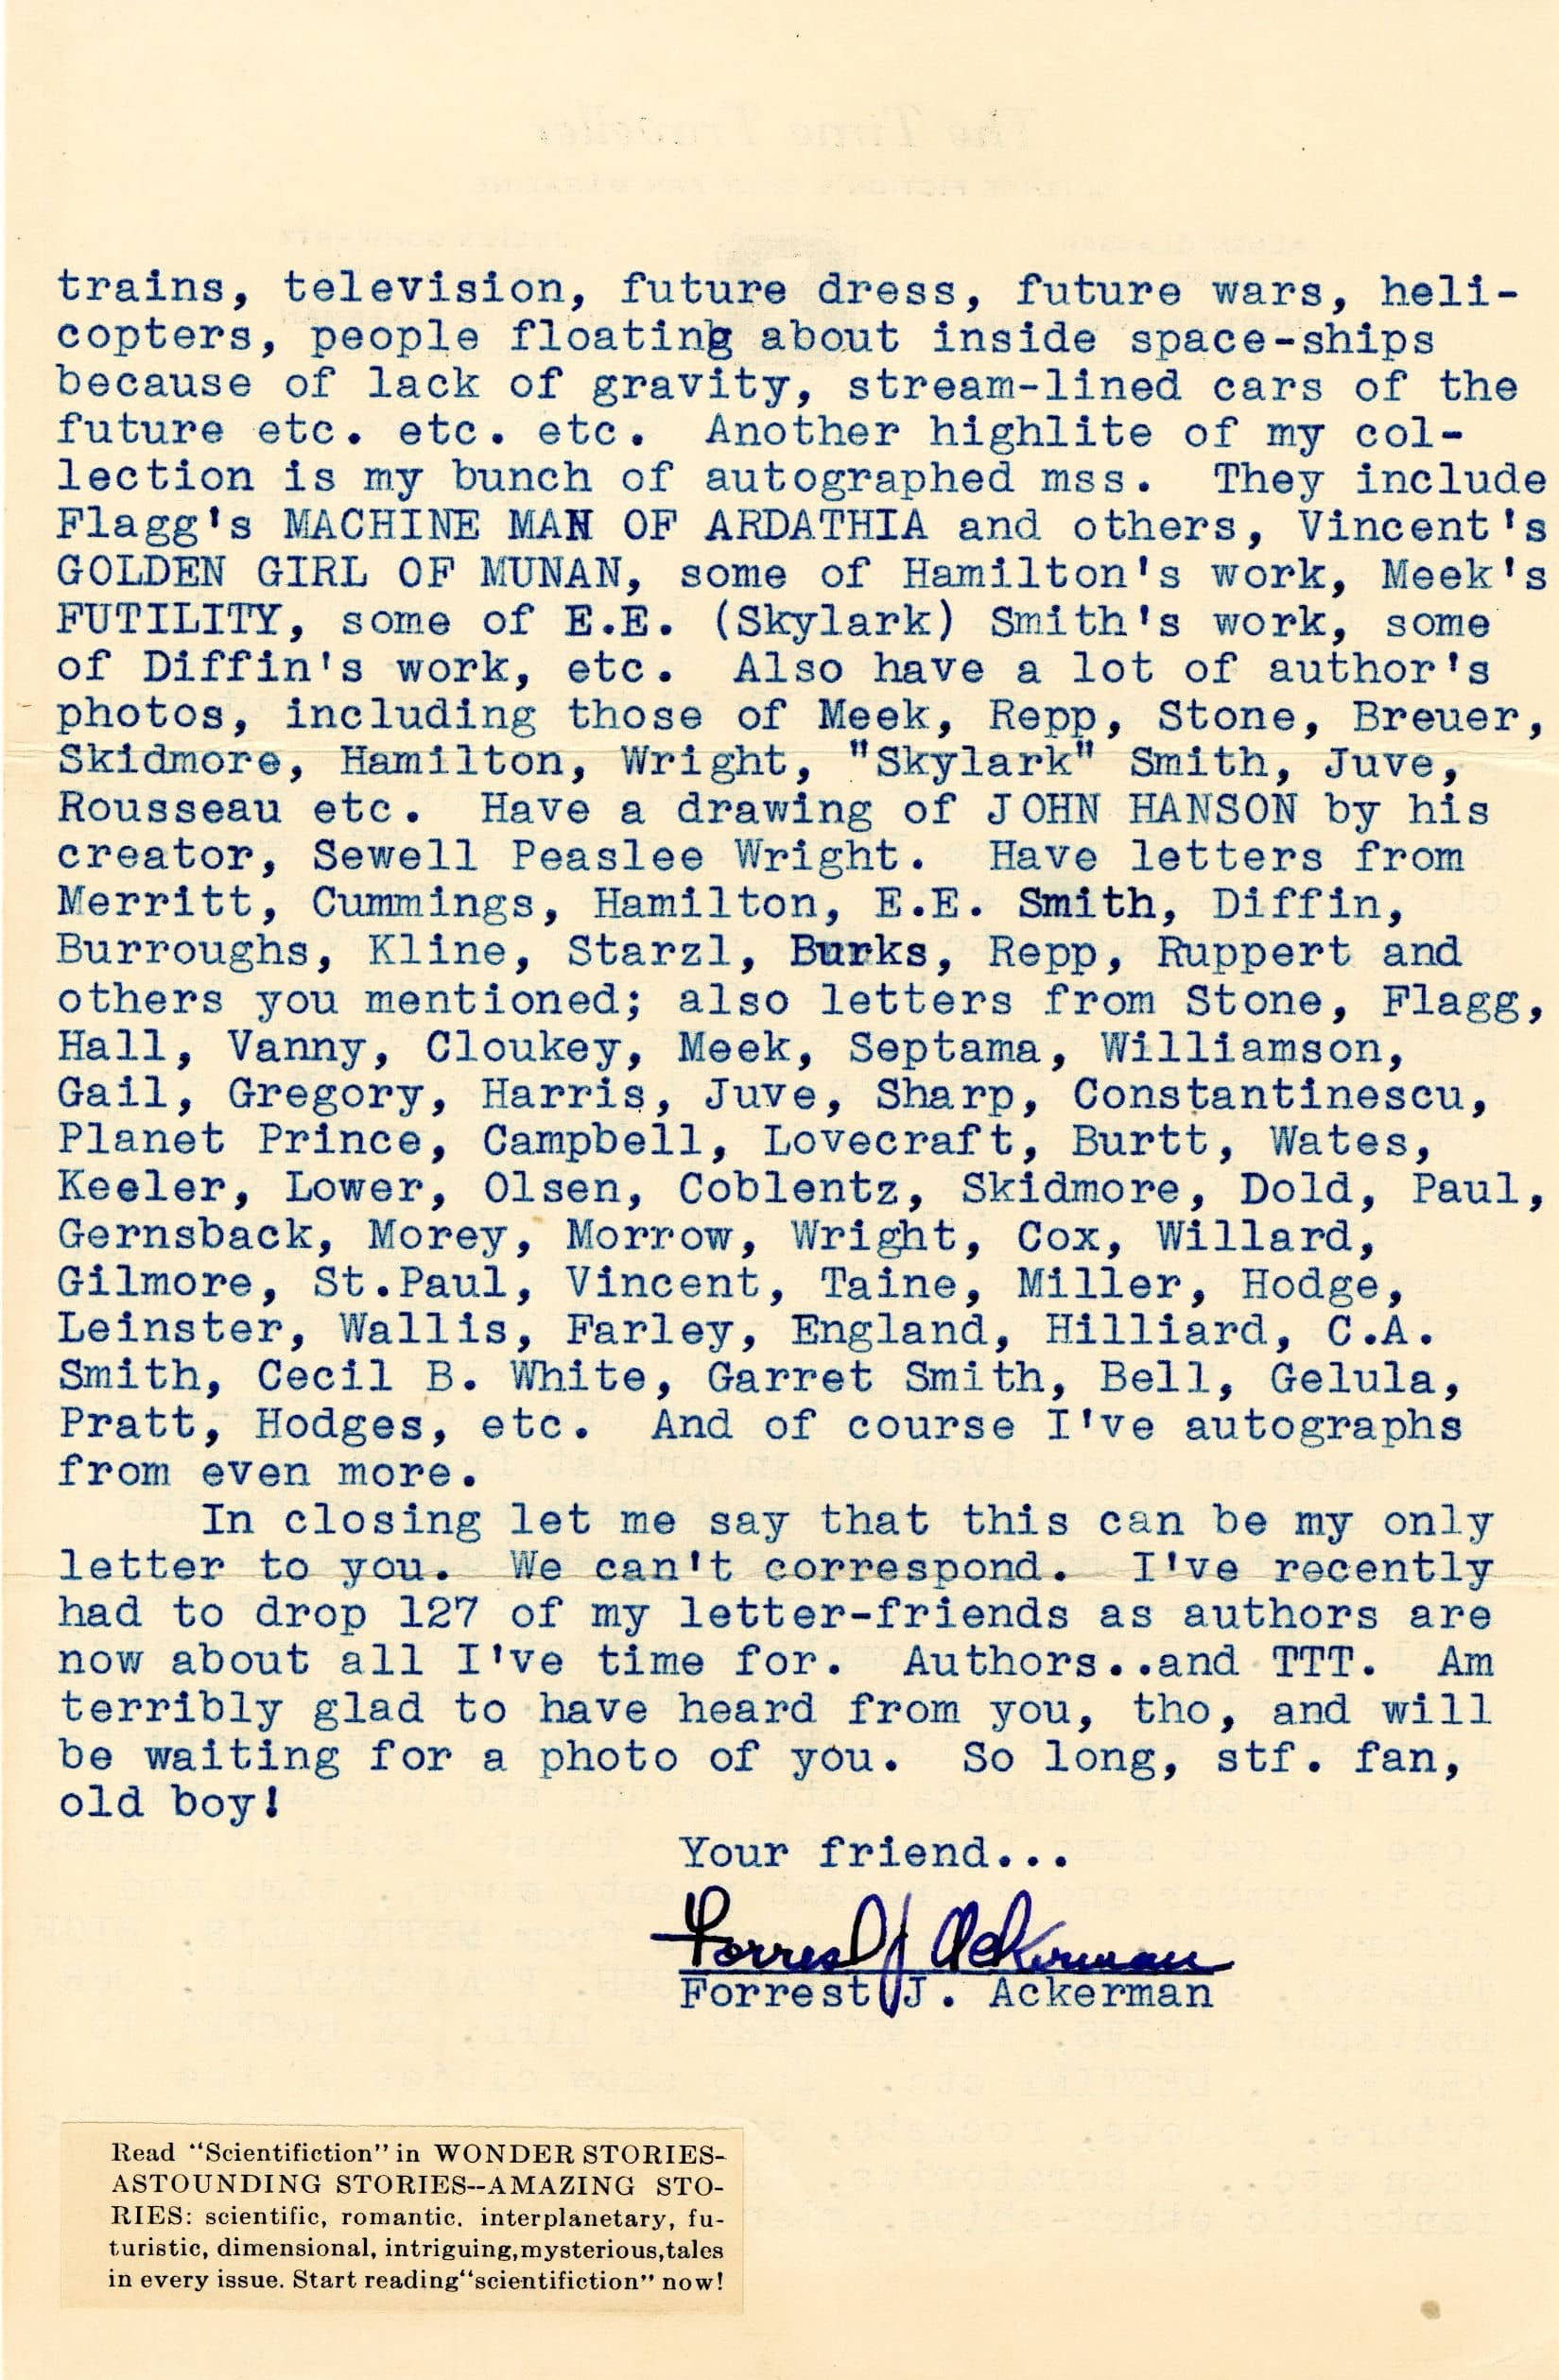 trains, television, future dress, future wars, heli-
copters, people floating about inside space-ships
because of lack of gravity, stream-lined cars of the
future etc. etc. etc. Another highlite of my col-
lection is my bunch of autographed mss. They include
Flagg's MACHINE MAN OF ARDATHIA and others, Vincent's
GOLDEN GIRL OF MUNAN, some of Hamilton's work, Meek's
FUTILITY, some of E.E. (Skylark) Smith's work, some
of Diffin's work, etc. Also have a lot of author's
photos, including those of Meek, Repp, Stone, Breuer,
Skidmore, Hamilton, Wright, "Skylark" Smith, Juve,
Rousseau etc. Have a drawing of JOHN HANSON by his
creator, Sewell Peaslee Wright. Have letters from
Merritt, Cummings, Hamilton, E.E. Smith, Diffin,
Burroughs, Kline, Starzl, Burks, Repp, Ruppert and
others you mentioned; also letters from Stone, Flagg,
Hall, Vanny, Cloukey, Meek, Septama, Williamson,
Gail, Gregory, Harris, Juve, Sharp, Constantinescu,
Planet Prince, Campbell, Lovecraft, Burtt, Wates,
Keeler, Lower, Olsen, Coblentz, Skidmore, Dold, Paul,
Gernsback, Morey, Morrow, Wright, Cox, Willard,
Gilmore, St.Paul, Vincent, Taine, Miller, Hodge,
Leinster, Wallis, Farley, England, Hilliard, C.A.
Smith, Cecil B. White, Garret Smith, Bell, Gelula,
Pratt, Hodges, etc. And of course I've autographs
from even more.
In closing let me say that this can be my only
letter to you. We can't correspond. I've recently
had to drop 127 of my letter-friends as authors are
now about all I've time for. Authors..and TTT. Am
terribly glad to have heard from you, tho, and will
be waiting for a photo of you. So long, stf. fan,
old boy!
Your friend...
Forrest J Ackerman
Forrest J. Ackerman
Read "Scientifiction" in WONDER STORIES-
ASTOUNDING STORIES--AMAZING STO-
RIES: scientific, romantic. interplanetary, fu-
turistic, dimensional, intriguing,mysterious,tales
in every issue. Start reading"scientifiction" now!